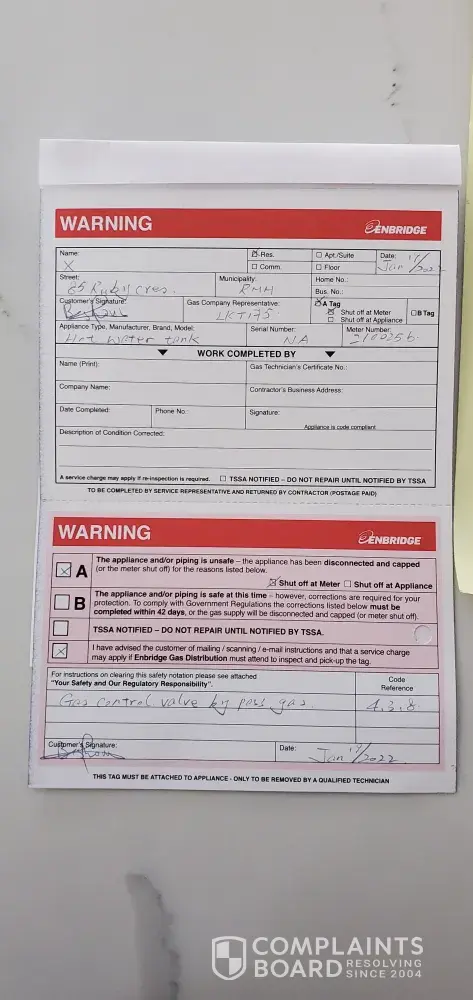 WARNING
ENBRIDGE
Name:
X
☒ Res. ☐ Apt./Suite Date: 17
☐ Comm. ☐ Floor Jan /2022
Street: Municipality: Home No.:
85 Ruby cres. RMH Bus. No.:
Customer's Signature: Gas Company Representative: ☒ A Tag
LKT175 ☒ Shut off at Meter ☐ B Tag
☐ Shut off at Appliance
Appliance Type, Manufacturer, Brand, Model: Serial Number: Meter Number:
Hot water tank NA
▼ WORK COMPLETED BY ▼
Name (Print): Gas Technician's Certificate No.:
Company Name: Contractor's Business Address:
Date Completed: Phone No.: Signature:
Appliance is code compliant
Description of Condition Corrected:
A service charge may apply if re-inspection is required. ☐ TSSA NOTIFIED – DO NOT REPAIR UNTIL NOTIFIED BY TSSA
TO BE COMPLETED BY SERVICE REPRESENTATIVE AND RETURNED BY CONTRACTOR (POSTAGE PAID)
WARNING
ENBRIDGE
☒ A The appliance and/or piping is unsafe – the appliance has been disconnected and capped
(or the meter shut off) for the reasons listed below.
☒ Shut off at Meter ☐ Shut off at Appliance
☐ B The appliance and/or piping is safe at this time – however, corrections are required for your
protection. To comply with Government Regulations the corrections listed below must be
completed within 42 days, or the gas supply will be disconnected and capped (or meter shut off).
☐ TSSA NOTIFIED – DO NOT REPAIR UNTIL NOTIFIED BY TSSA.
☒ I have advised the customer of mailing / scanning / e-mail instructions and that a service charge
may apply if Enbridge Gas Distribution must attend to inspect and pick-up the tag.
For instructions on clearing this safety notation please see attached
"Your Safety and Our Regulatory Responsibility".
Code
Reference
Gas control valve by pass gas. 4.3.8.
Customer's Signature: Date: Jan 17/2022
THIS TAG MUST BE ATTACHED TO APPLIANCE - ONLY TO BE REMOVED BY A QUALIFIED TECHNICIAN
COMPLAINTS
BOARD RESOLVING
SINCE 2004